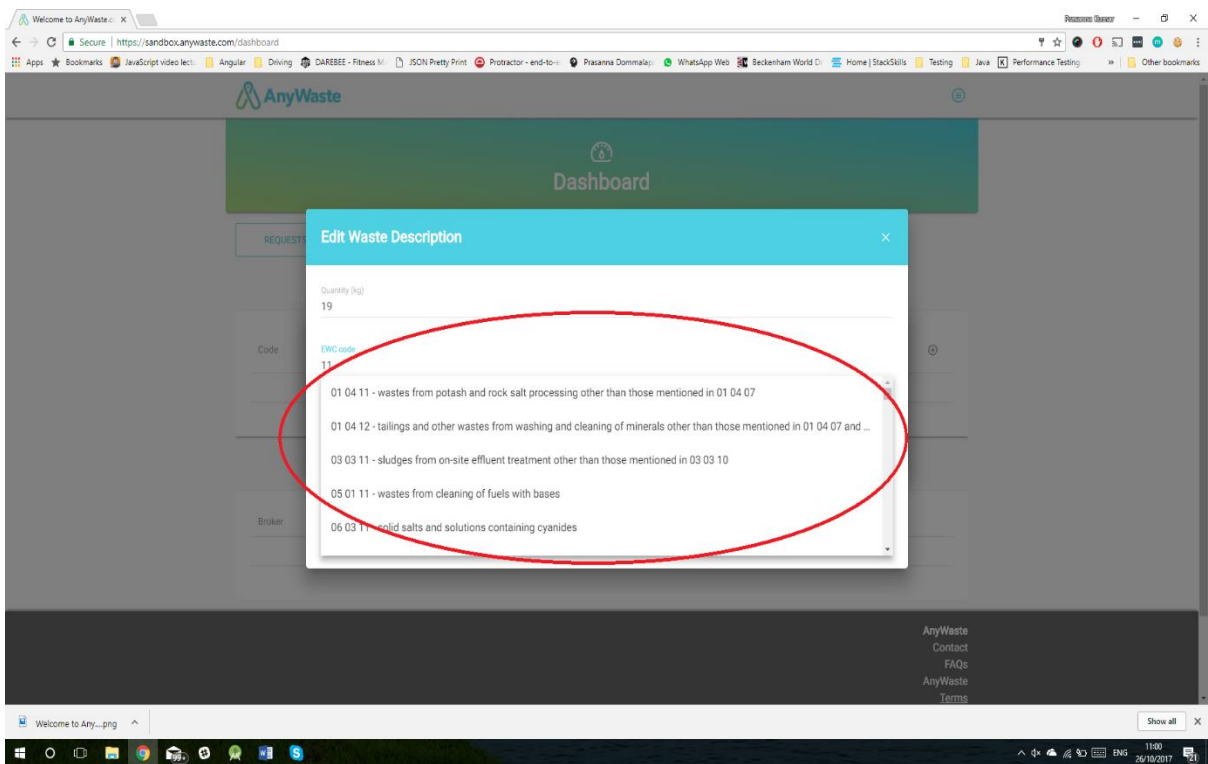 Welcome to AnyWaste.c
Secure | https://sandbox.anywaste.com/dashboard
Apps Bookmarks JavaScript video lect Angular Driving DAREBEE - Fitness M JSON Pretty Print Protractor - end-to-e Prasanna Dommalap WhatsApp Web Beckenham World D Home | StackSkills Testing Java Performance Testing » Other bookmarks
AnyWaste
Dashboard
REQUESTS
Edit Waste Description
Quantity (kg)
19
Code
EWC code
11
01 04 11 - wastes from potash and rock salt processing other than those mentioned in 01 04 07
01 04 12 - tailings and other wastes from washing and cleaning of minerals other than those mentioned in 01 04 07 and ...
03 03 11 - sludges from on-site effluent treatment other than those mentioned in 03 03 10
05 01 11 - wastes from cleaning of fuels with bases
Broker
06 03 11 - solid salts and solutions containing cyanides
AnyWaste
Contact
FAQs
AnyWaste
Terms
Welcome to Any....png
Show all
99+
ENG
11:00
26/10/2017
21